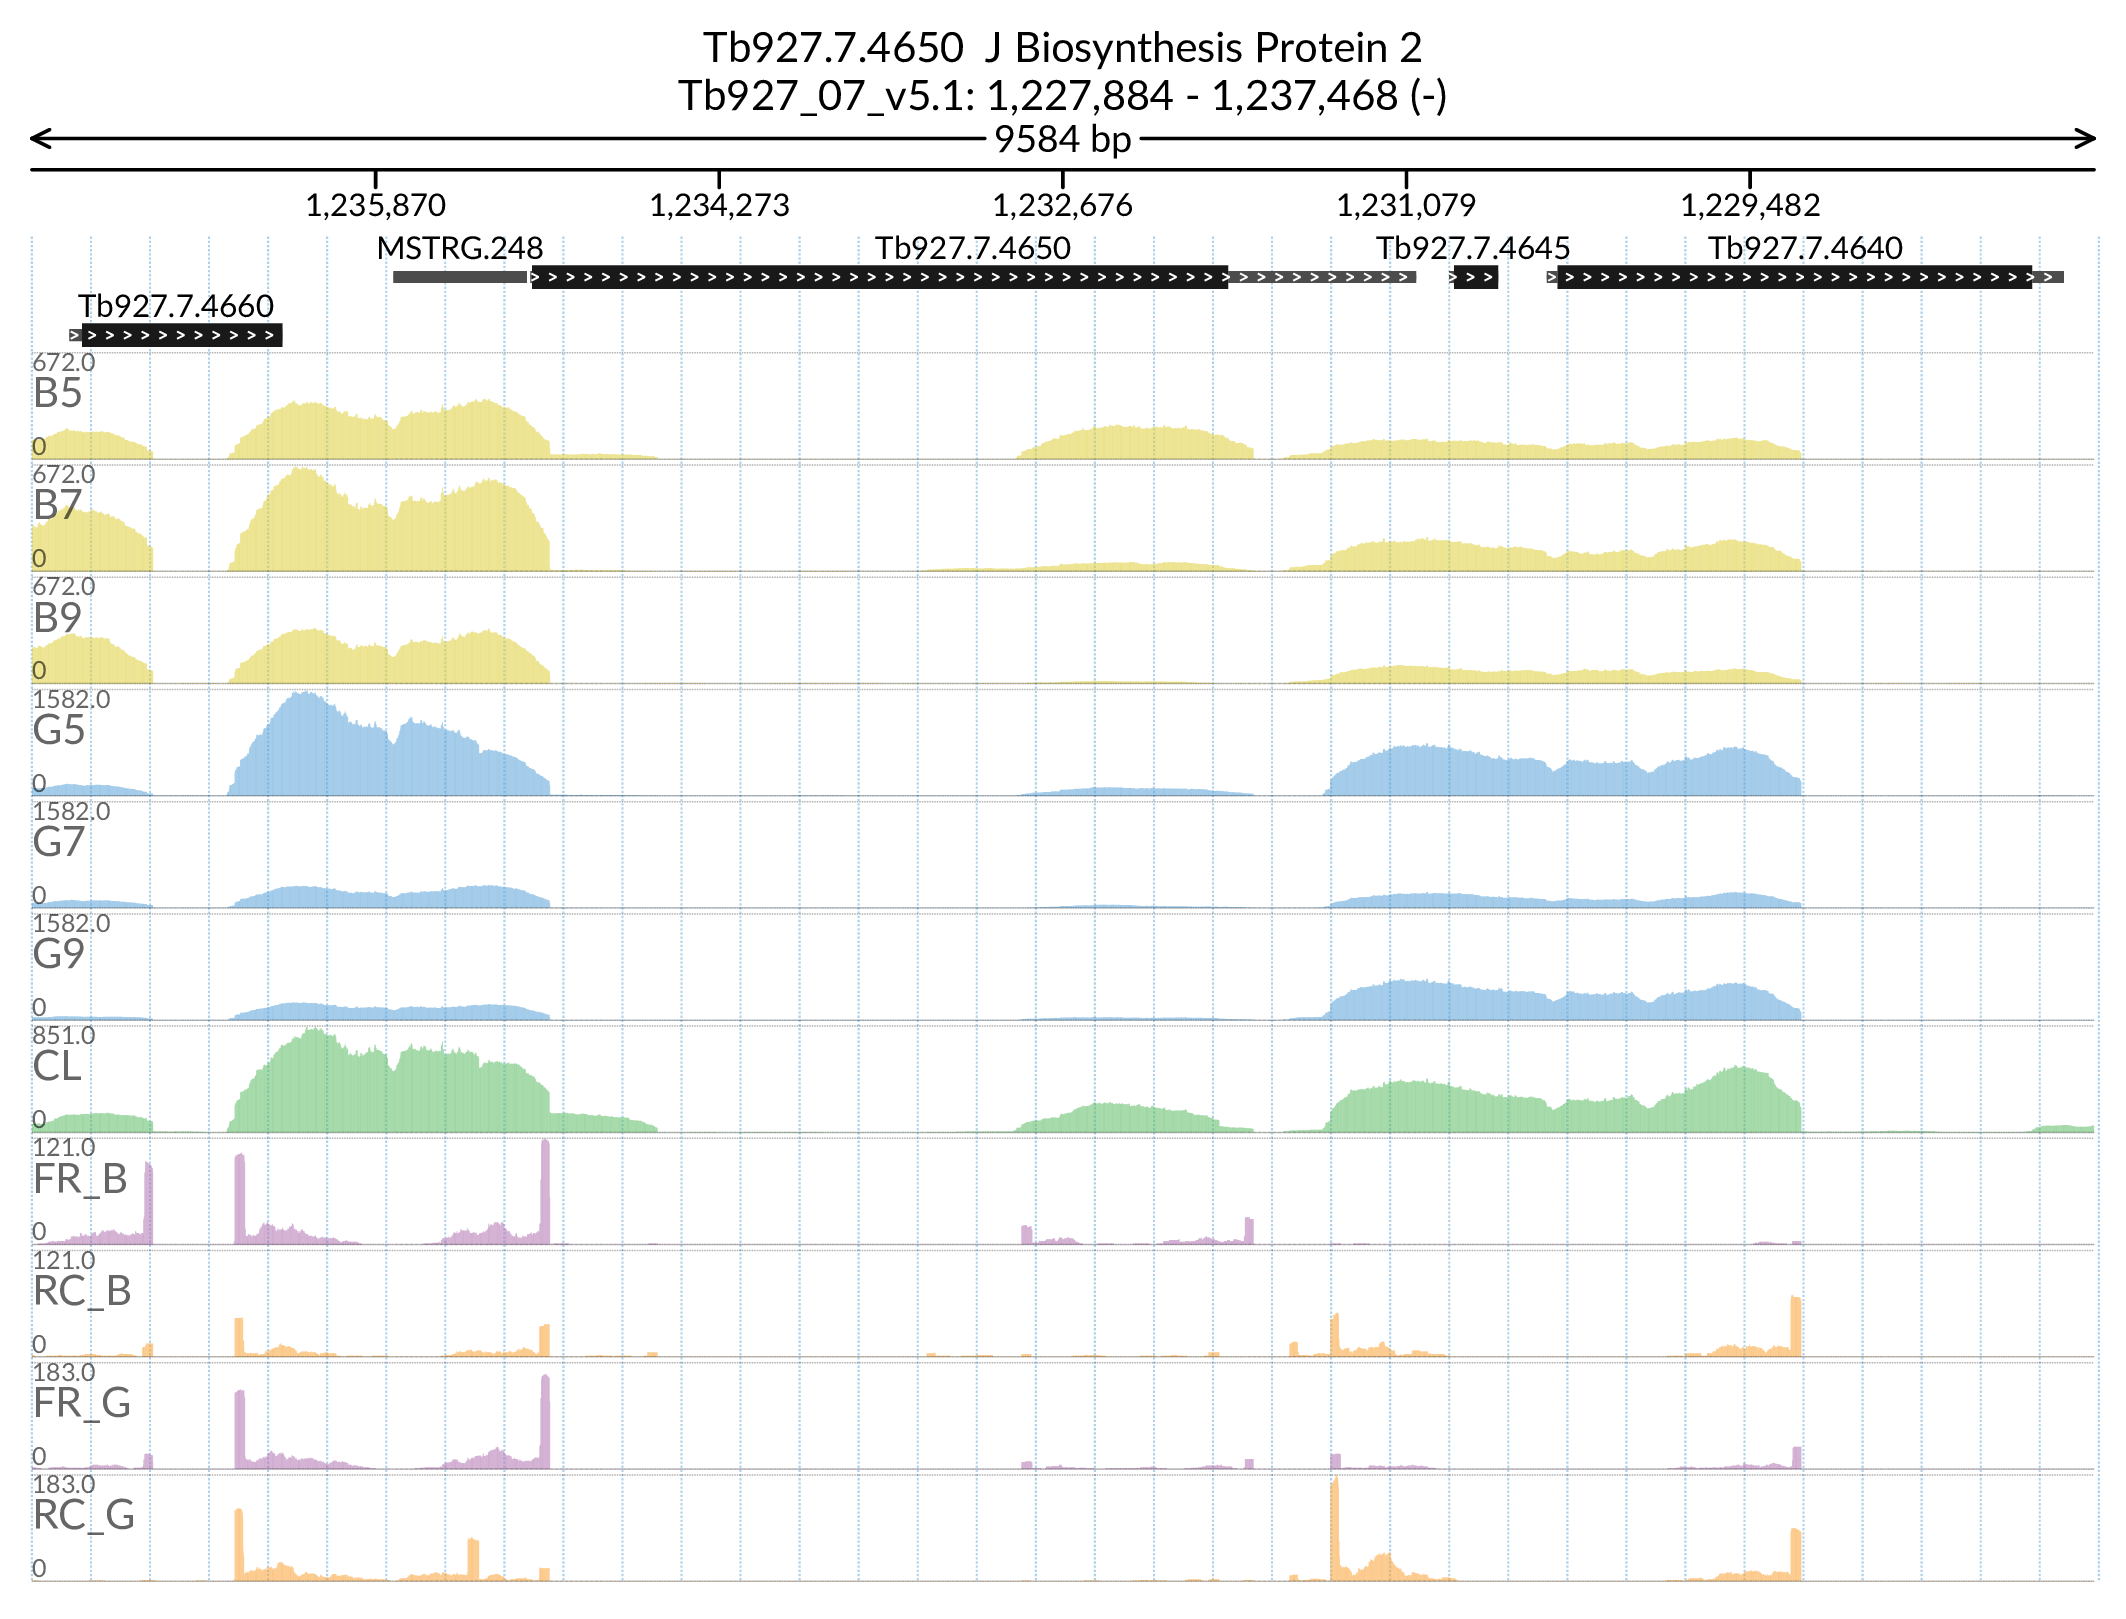 Tb927.7.4650  J Biosynthesis Protein 2
Tb927_07_v5.1: 1,227,884 - 1,237,468 (-)
9584 bp
1,235,870 1,234,273 1,232,676 1,231,079 1,229,482
MSTRG.248 Tb927.7.4650 Tb927.7.4645 Tb927.7.4640
Tb927.7.4660
672.0
B5
0
672.0
B7
0
672.0
B9
0
1582.0
G5
0
1582.0
G7
0
1582.0
G9
0
851.0
CL
0
121.0
FR_B
0
121.0
RC_B
0
183.0
FR_G
0
183.0
RC_G
0